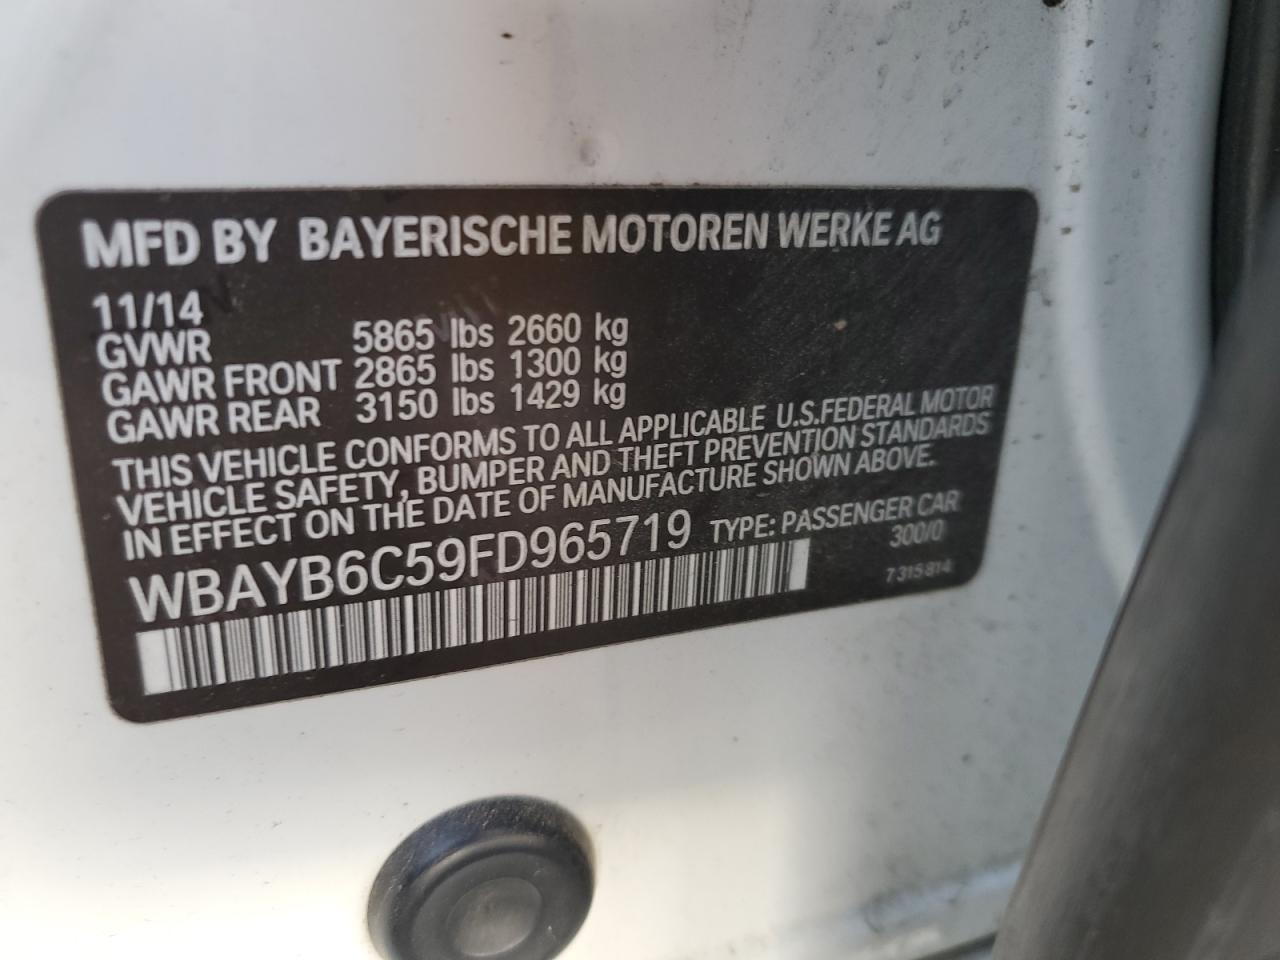 MFD BY BAYERISCHE MOTOREN WERKE AG
11/14
GVWR 5865 lbs 2660 kg
GAWR FRONT 2865 lbs 1300 kg
GAWR REAR 3150 lbs 1429 kg
THIS VEHICLE CONFORMS TO ALL APPLICABLE U.S.FEDERAL MOTOR
VEHICLE SAFETY, BUMPER AND THEFT PREVENTION STANDARDS
IN EFFECT ON THE DATE OF MANUFACTURE SHOWN ABOVE.
WBAYB6C59FD965719 TYPE: PASSENGER CAR
300/0
7315814